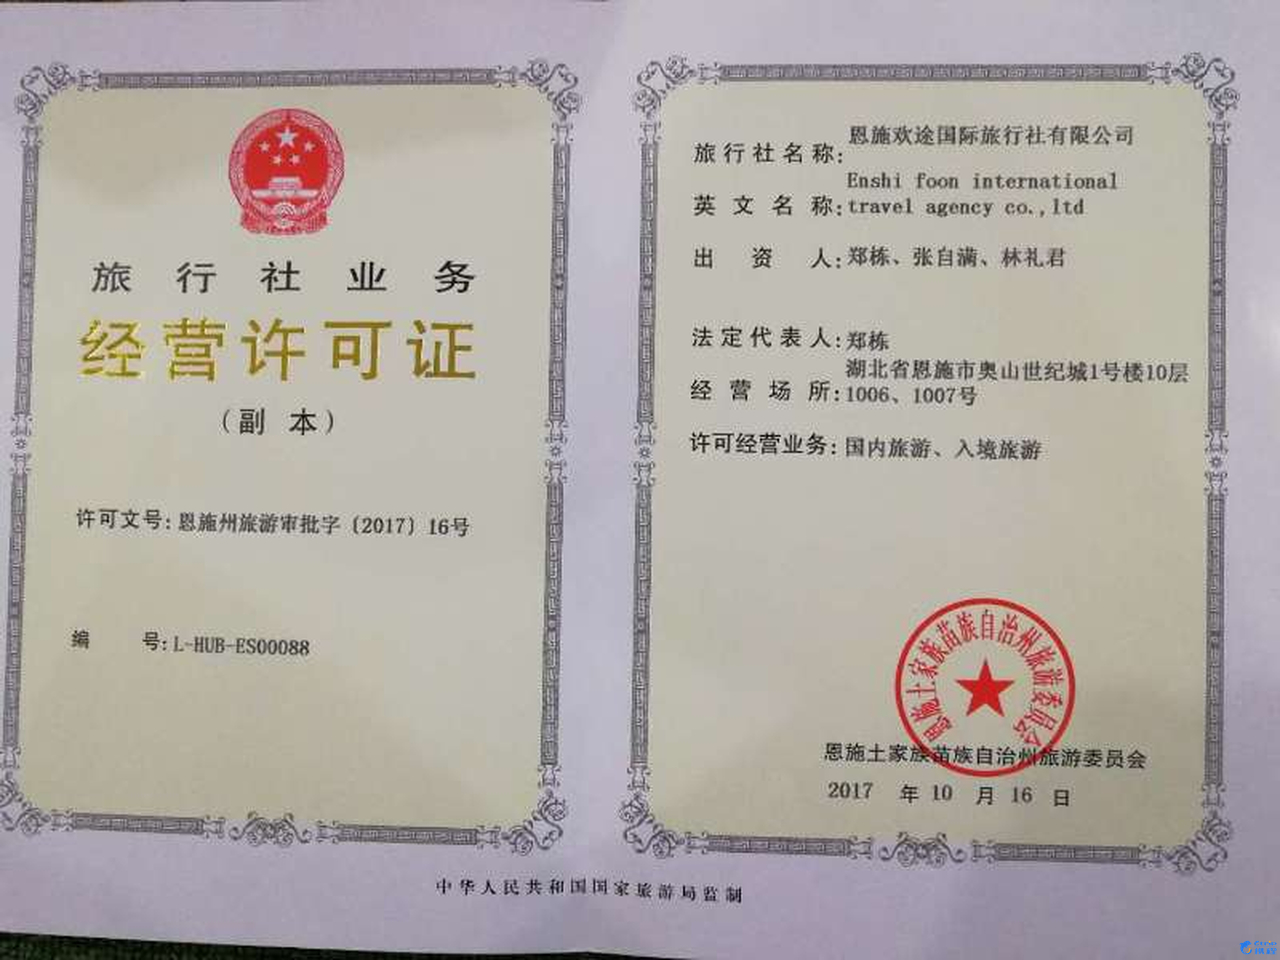 旅行社业务
经营许可证
（副本）
许可文号：恩施州旅游审批字〔2017〕16号
编 号：L-HUB-ES00088
旅行社名称：恩施欢途国际旅行社有限公司
英文名称：Enshi foon international
travel agency co.,ltd
出资人：郑栋、张自满、林礼君
法定代表人：郑栋
经营场所：湖北省恩施市奥山世纪城1号楼10层
1006、1007号
许可经营业务：国内旅游、入境旅游
恩施土家族苗族自治州旅游委员会
恩施土家族苗族自治州旅游委员会
2017 年 10 月 16 日
中华人民共和国国家旅游局监制